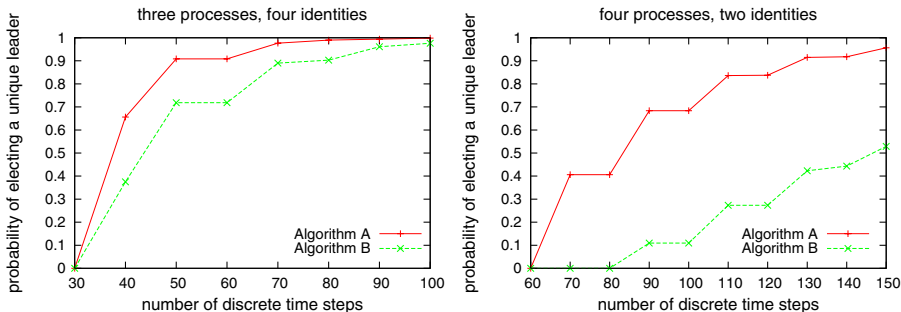 three processes, four identities
probability of electing a unique leader
1
0.9
0.8
0.7
0.6
0.5
0.4
0.3
0.2
0.1
0
Algorithm A
Algorithm B
30 40 50 60 70 80 90 100
number of discrete time steps
four processes, two identities
probability of electing a unique leader
1
0.9
0.8
0.7
0.6
0.5
0.4
0.3
0.2
0.1
0
Algorithm A
Algorithm B
60 70 80 90 100 110 120 130 140 150
number of discrete time steps